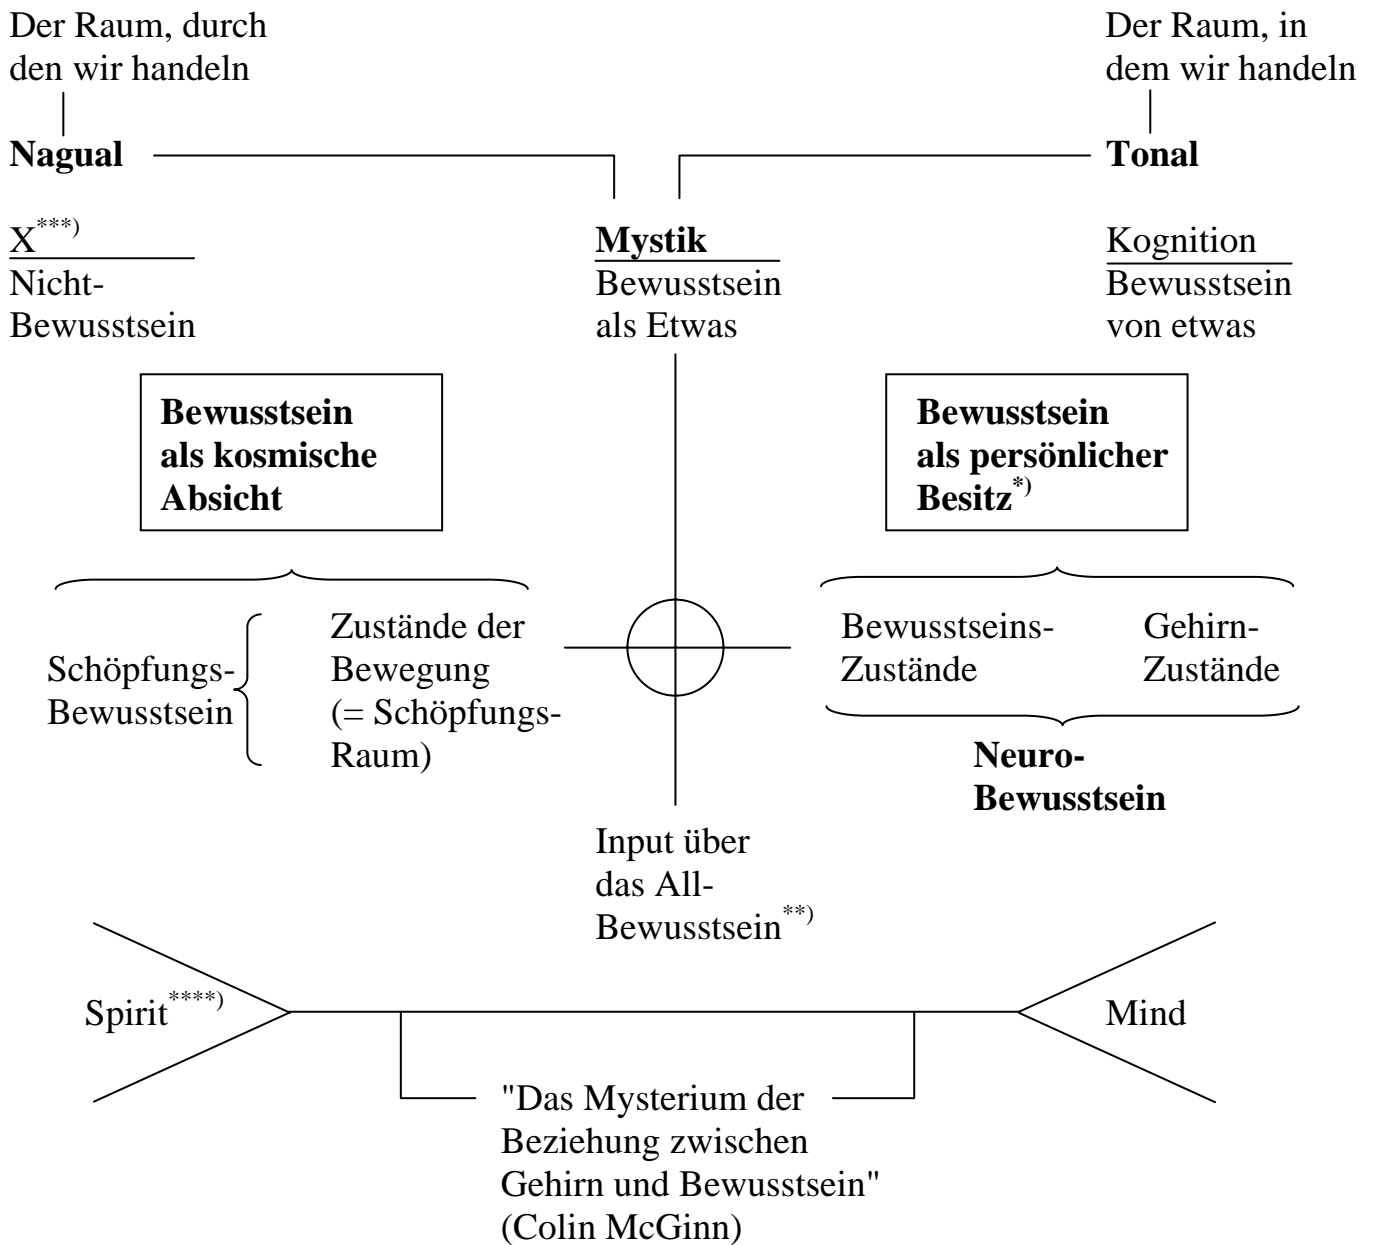 Der Raum, durch
den wir handeln
Der Raum, in
dem wir handeln
Nagual
Tonal
X***)
Nicht-
Bewusstsein
Mystik
Bewusstsein
als Etwas
Kognition
Bewusstsein
von etwas
Bewusstsein
als kosmische
Absicht
Bewusstsein
als persönlicher
Besitz*)
Schöpfungs-
Bewusstsein
Zustände der
Bewegung
(= Schöpfungs-
Raum)
Bewusstseins-
Zustände
Gehirn-
Zustände
Neuro-
Bewusstsein
Input über
das All-
Bewusstsein**)
Spirit****)
Mind
"Das Mysterium der
Beziehung zwischen
Gehirn und Bewusstsein"
(Colin McGinn)